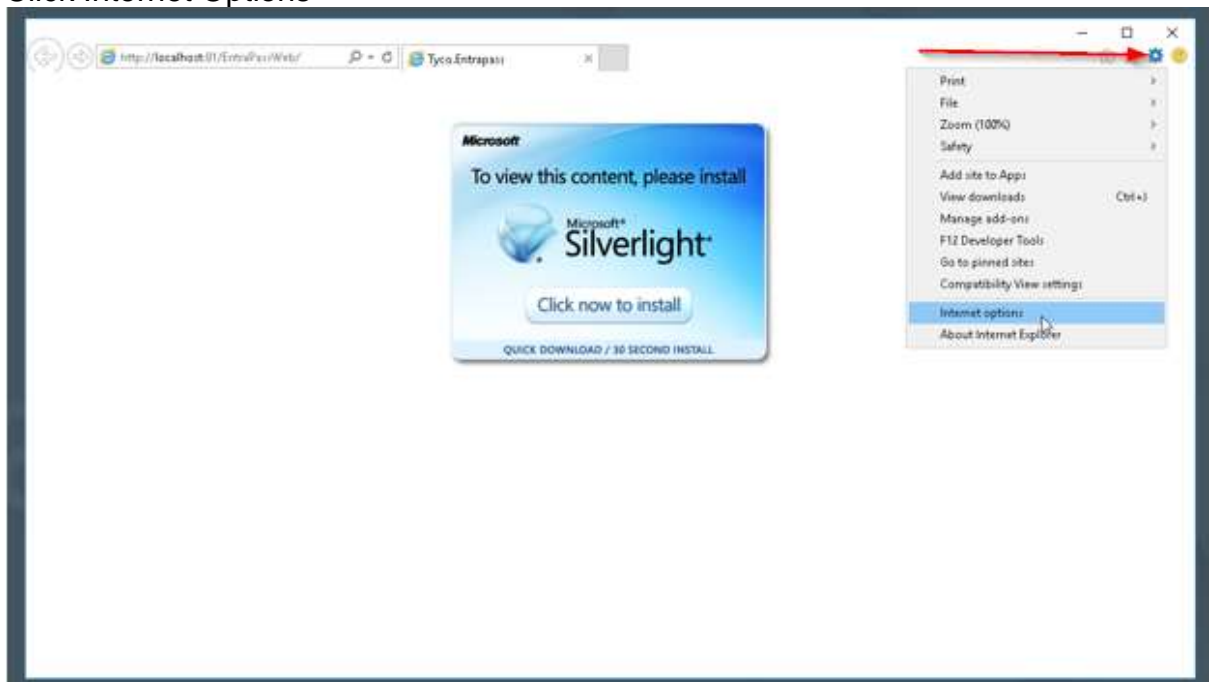 Click Internet Options
http://localhost:81/EntraPassWeb/
Tyco.Entrapass
Print
File
Zoom (100%)
Safety
Add site to Apps
View downloads Ctrl+J
Manage add-ons
F12 Developer Tools
Go to pinned sites
Compatibility View settings
Internet options
About Internet Explorer
Microsoft
To view this content, please install
Microsoft®
Silverlight™
Click now to install
QUICK DOWNLOAD / 30 SECOND INSTALL